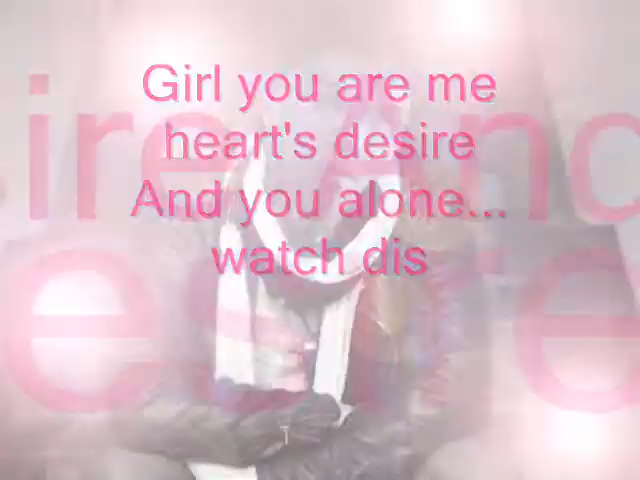 Girl you are me
heart's desire
And you alone...
watch dis